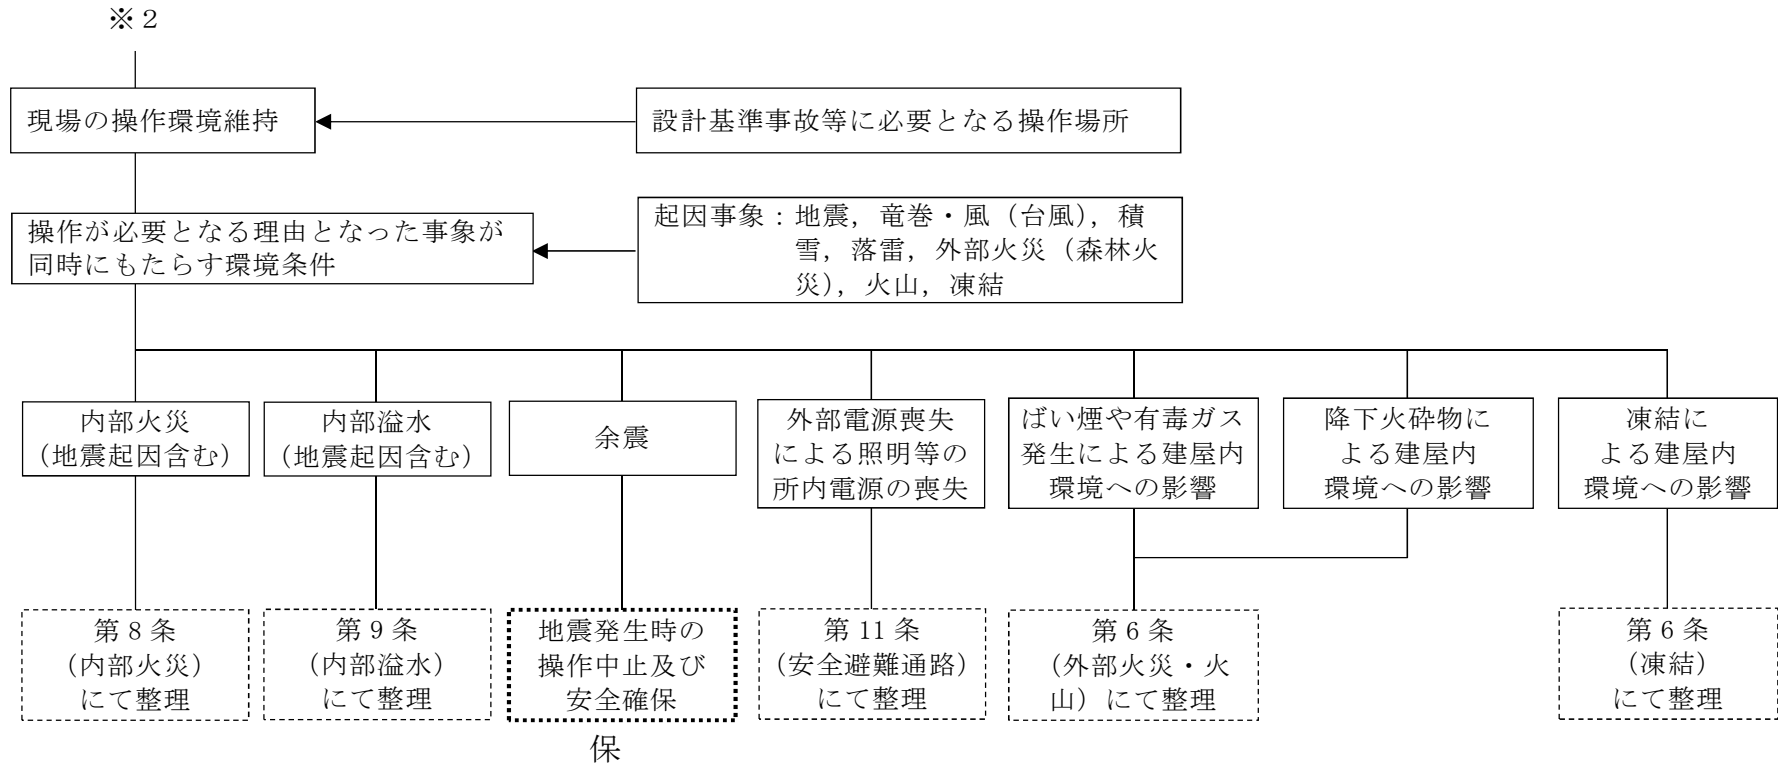 ※2
現場の操作環境維持
設計基準事故等に必要となる操作場所
操作が必要となる理由となった事象が
同時にもたらす環境条件
起因事象：地震，竜巻・風（台風），積
雪，落雷，外部火災（森林火
災），火山，凍結
内部火災
（地震起因含む）
内部溢水
（地震起因含む）
余震
外部電源喪失
による照明等の
所内電源の喪失
ばい煙や有毒ガス
発生による建屋内
環境への影響
降下火砕物に
よる建屋内
環境への影響
凍結に
よる建屋内
環境への影響
第8条
（内部火災）
にて整理
第9条
（内部溢水）
にて整理
地震発生時の
操作中止及び
安全確保
第11条
（安全避難通路）
にて整理
第6条
（外部火災・火
山）にて整理
第6条
（凍結）
にて整理
保